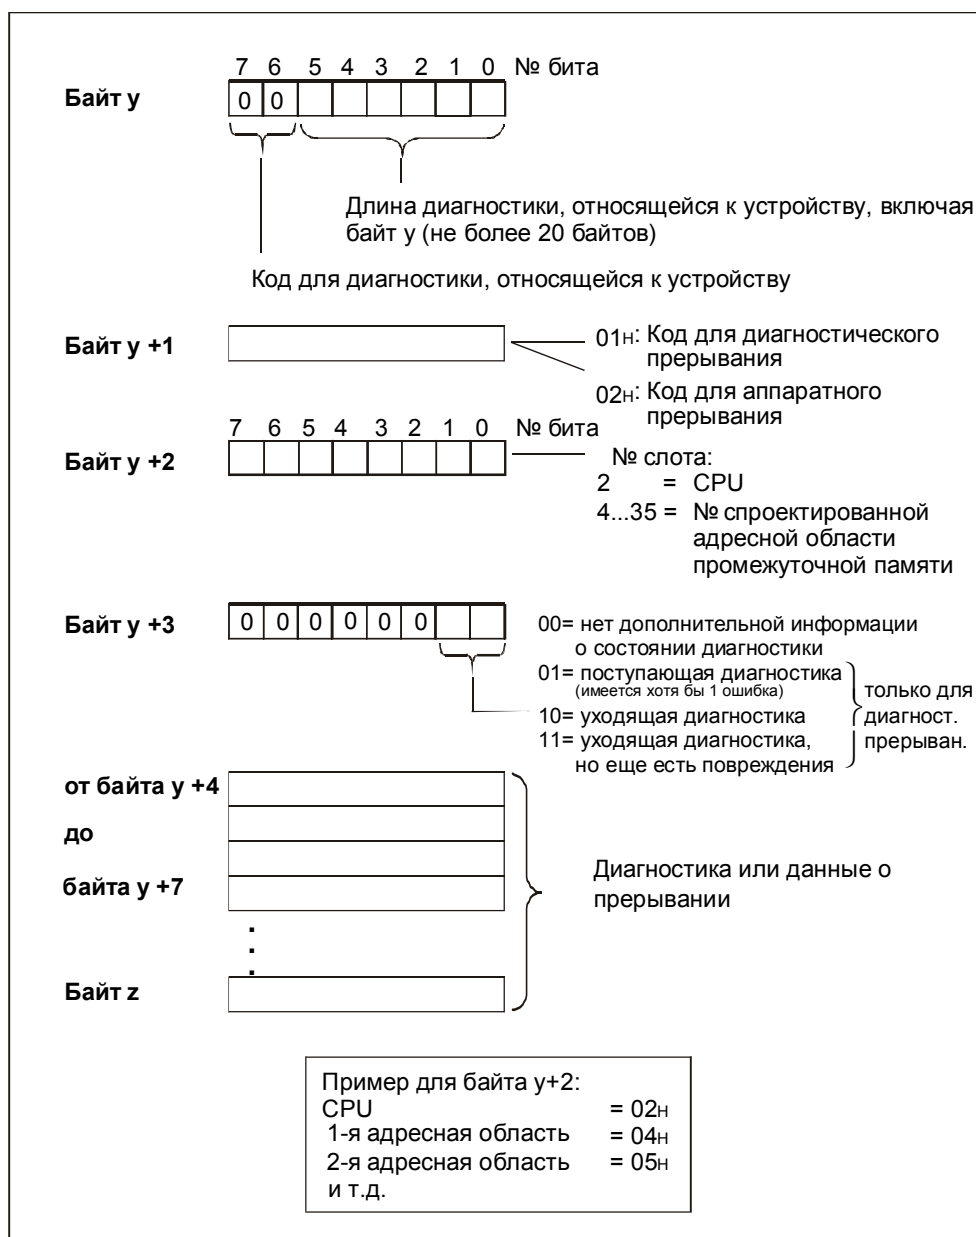 7 6 5 4 3 2 1 0 № бита
Байт y
0 0
Длина диагностики, относящейся к устройству, включая
байт y (не более 20 байтов)
Код для диагностики, относящейся к устройству
Байт y +1
01H: Код для диагностического
прерывания
02H: Код для аппаратного
прерывания
7 6 5 4 3 2 1 0 № бита
Байт y +2
№ слота:
2 = CPU
4...35 = № спроектированной
адресной области
промежуточной памяти
Байт y +3
0 0 0 0 0 0
00= нет дополнительной информации
о состоянии диагностики
01= поступающая диагностика
(имеется хотя бы 1 ошибка)
10= уходящая диагностика
11= уходящая диагностика,
но еще есть повреждения
только для
диагност.
прерыван.
от байта y +4
до
байта y +7
Диагностика или данные о
прерывании
.
.
.
Байт z
Пример для байта y+2:
CPU = 02H
1-я адресная область = 04H
2-я адресная область = 05H
и т.д.